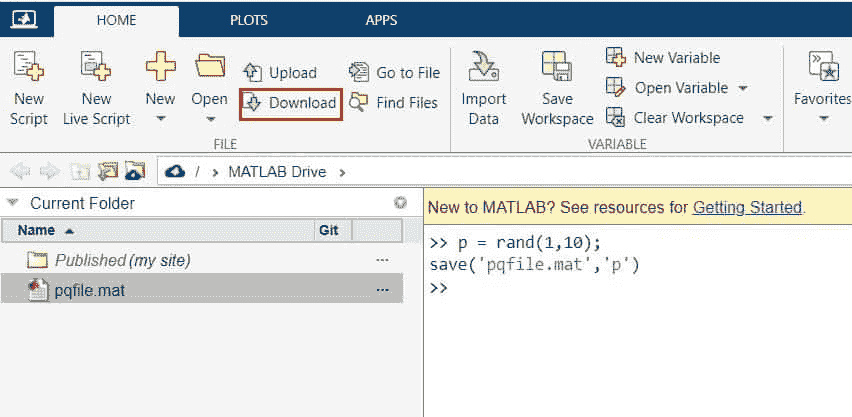 HOME PLOTS APPS
New Script
New Live Script
New
Open
Upload
Download
Go to File
Find Files
FILE
Import Data
Save Workspace
New Variable
Open Variable
Clear Workspace
VARIABLE
Favorites
/ > MATLAB Drive >
Current Folder
Name Git
Published (my site) ...
pqfile.mat ...
New to MATLAB? See resources for Getting Started.
>> p = rand(1,10);
save('pqfile.mat','p')
>>